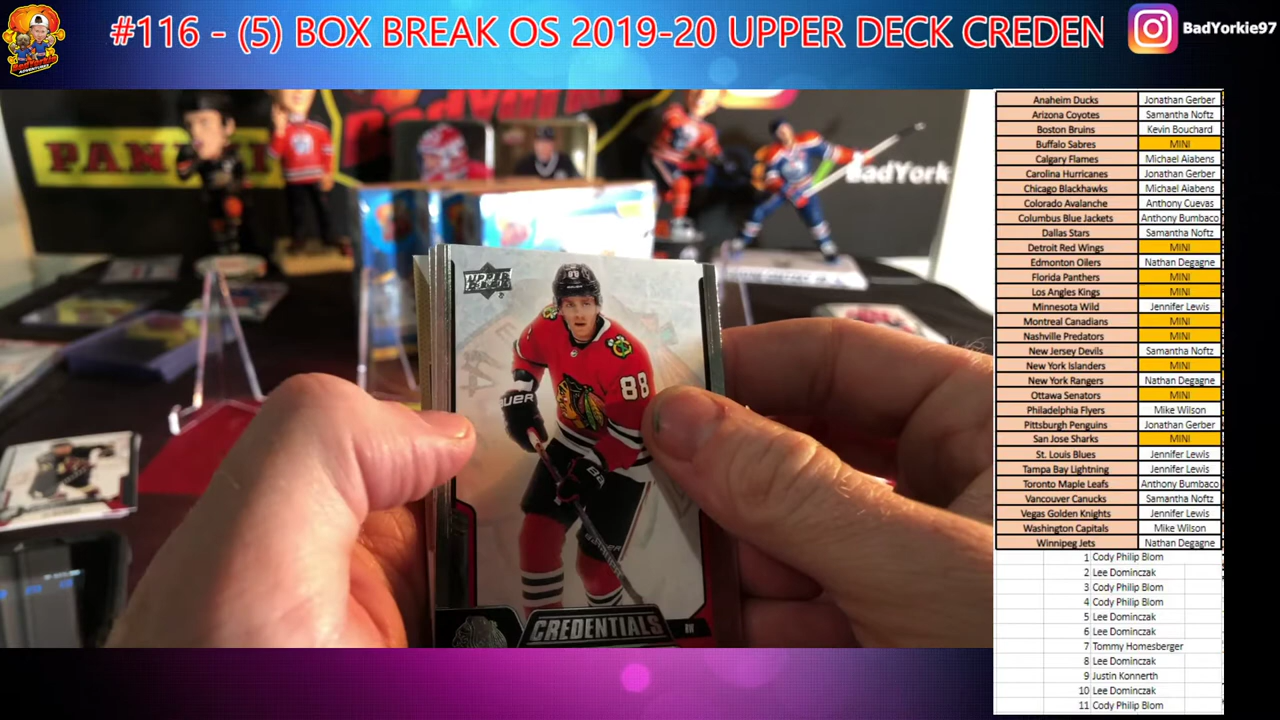 #116 - (5) BOX BREAK OS 2019-20 UPPER DECK CREDEN
BadYorkie97
PANINI
BadYork
UPPER DECK
88
88
BAUER
CREDENTIALS
RW
Anaheim Ducks Jonathan Gerber
Arizona Coyotes Samantha Noftz
Boston Bruins Kevin Bouchard
Buffalo Sabres MINI
Calgary Flames Michael Aiabens
Carolina Hurricanes Jonathan Gerber
Chicago Blackhawks Michael Aiabens
Colorado Avalanche Anthony Cuevas
Columbus Blue Jackets Anthony Bumbaco
Dallas Stars Samantha Noftz
Detroit Red Wings MINI
Edmonton Oilers Nathan Degagne
Florida Panthers MINI
Los Angles Kings MINI
Minnesota Wild Jennifer Lewis
Montreal Canadians MINI
Nashville Predators MINI
New Jersey Devils Samantha Noftz
New York Islanders MINI
New York Rangers Nathan Degagne
Ottawa Senators MINI
Philadelphia Flyers Mike Wilson
Pittsburgh Penguins Jonathan Gerber
San Jose Sharks MINI
St. Louis Blues Jennifer Lewis
Tampa Bay Lightning Jennifer Lewis
Toronto Maple Leafs Anthony Bumbaco
Vancouver Canucks Samantha Noftz
Vegas Golden Knights Jennifer Lewis
Washington Capitals Mike Wilson
Winnipeg Jets Nathan Degagne
1 Cody Philip Blom
2 Lee Dominczak
3 Cody Philip Blom
4 Cody Philip Blom
5 Lee Dominczak
6 Lee Dominczak
7 Tommy Homesberger
8 Lee Dominczak
9 Justin Konnerth
10 Lee Dominczak
11 Cody Philip Blom